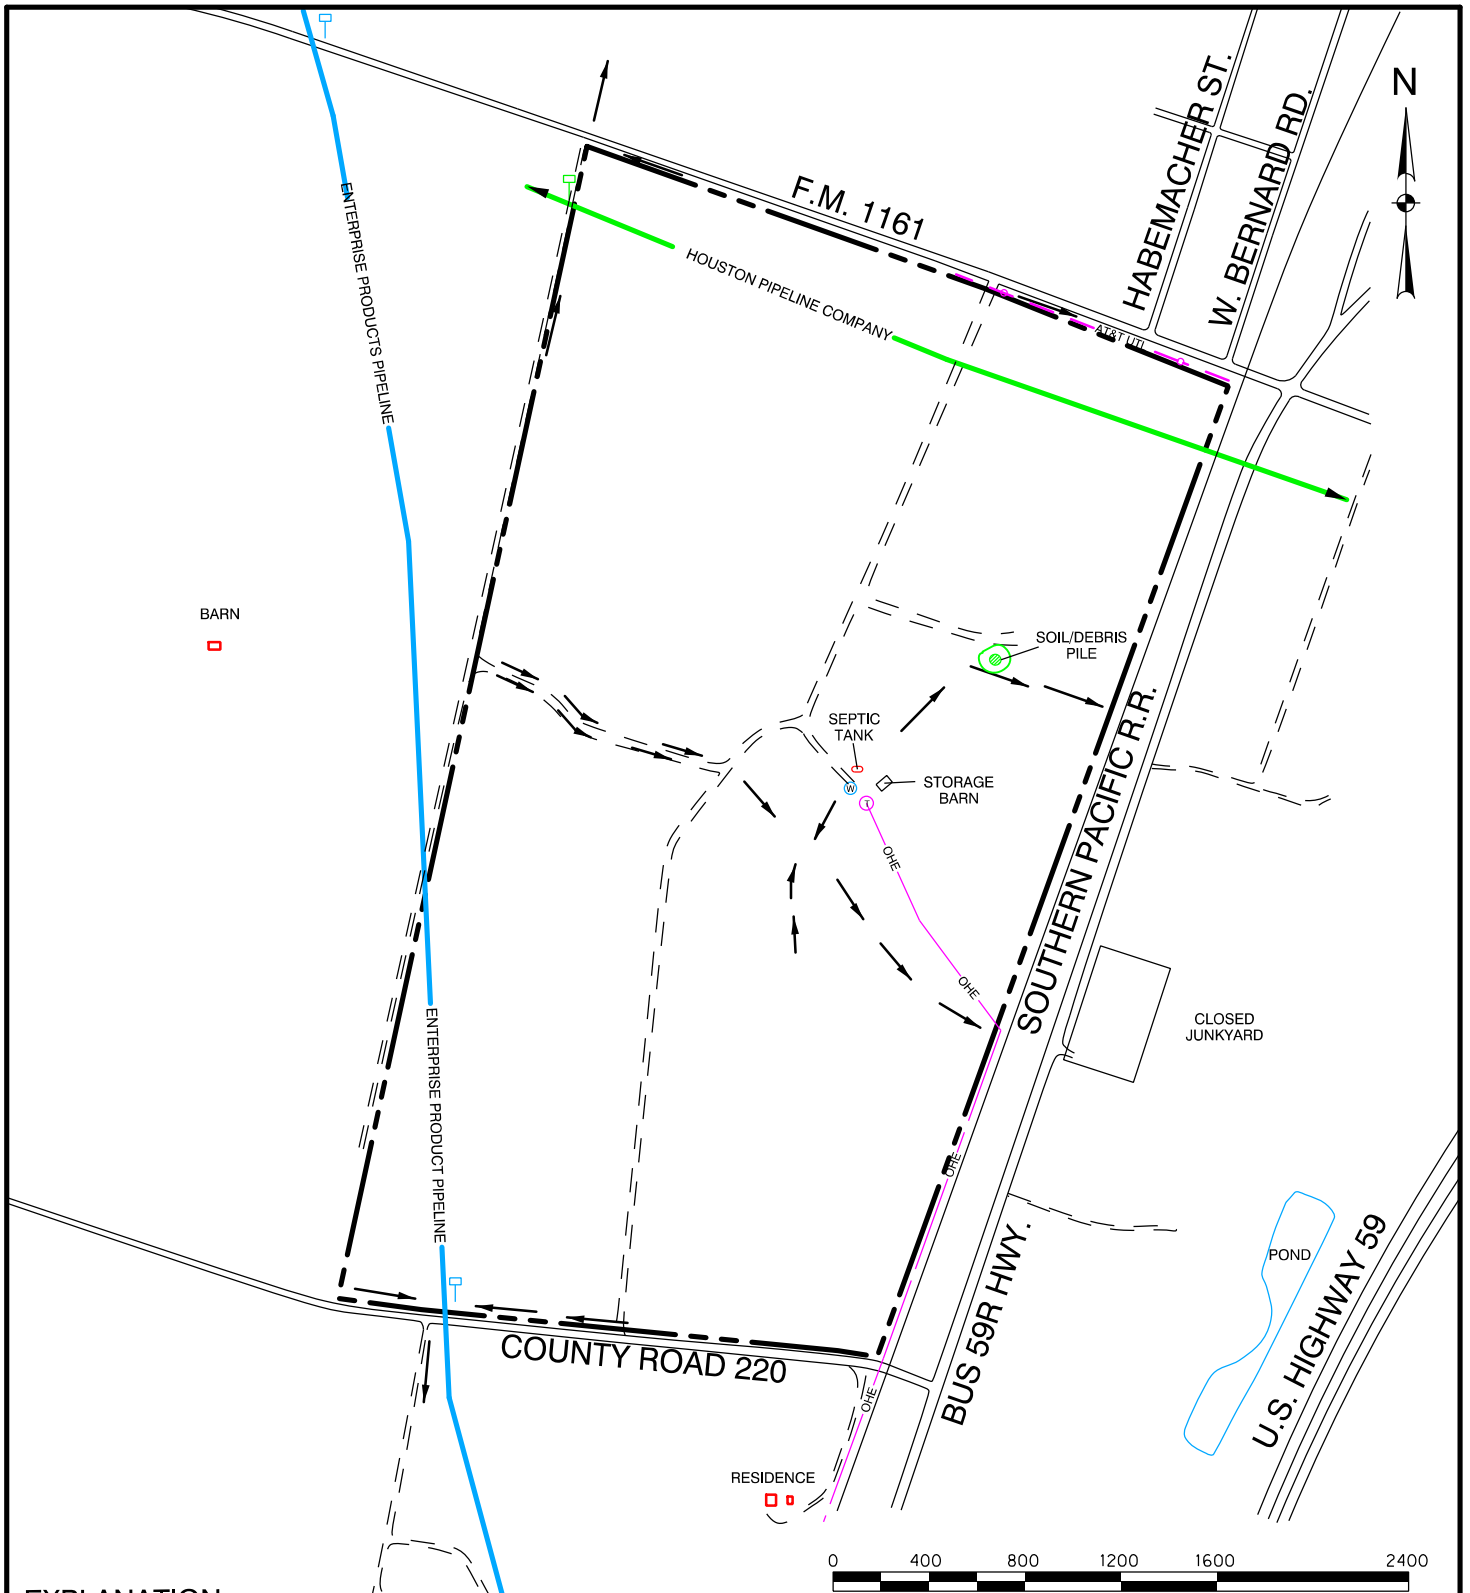 N
HABEMACHER ST.
W. BERNARD RD.
F.M. 1161
ENTERPRISE PRODUCTS PIPELINE
HOUSTON PIPELINE COMPANY
AT&T UTL
BARN
SOIL/DEBRIS
PILE
SEPTIC
TANK
STORAGE
BARN
W
T
OHE
OHE
SOUTHERN PACIFIC R.R.
CLOSED
JUNKYARD
ENTERPRISE PRODUCT PIPELINE
OHE
POND
U.S. HIGHWAY 59
BUS 59R HWY.
COUNTY ROAD 220
OHE
RESIDENCE
0 400 800 1200 1600 2400
EXPLANATION